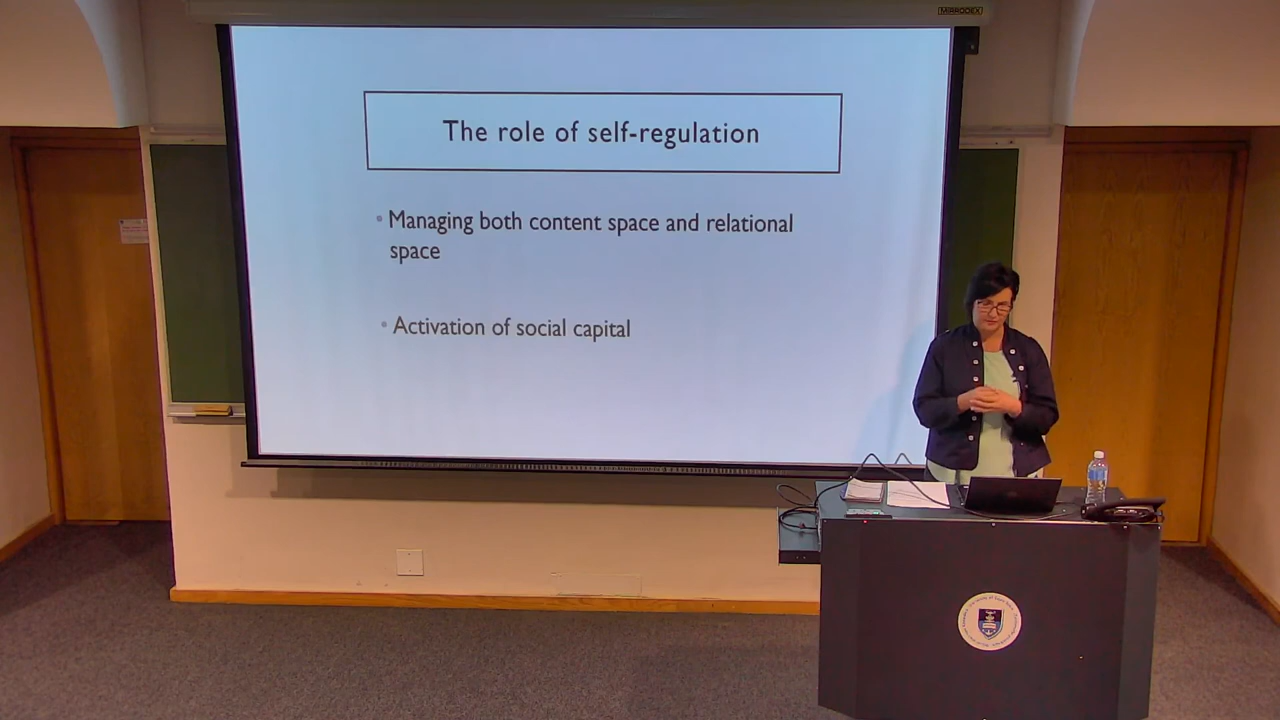 MIRRODEX
The role of self-regulation
• Managing both content space and relational
space
• Activation of social capital